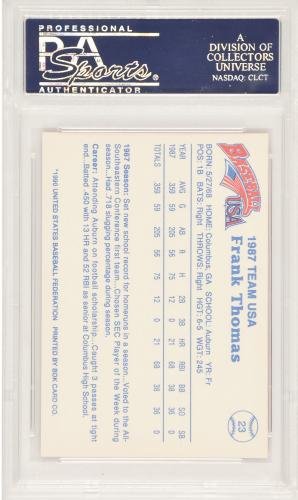 PROFESSIONAL
PSA
Sports
AUTHENTICATOR
®
A
DIVISION OF
COLLECTORS
UNIVERSE
NASDAQ: CLCT
BASEBALL
USA
1987 TEAM USA
Frank Thomas
23
BORN: 5/27/68 HOME: Columbus, GA SCHOOL: Auburn YR: Fr
POS: 1B BATS: Right THROWS: Right HGT: 6-5 WGT: 245
YEAR AVG G AB R H 2B 3B HR RBI BB SO SB
1987 .359 59 205 56 75 12 0 21 68 38 36 0
TOTALS .359 59 205 56 75 12 0 21 68 38 36 0
1987 Season: Set new school record for homeruns in season...Voted to the All-
Southeastern Conference first team...Chosen SEC Player of the Week during
season...Had .718 slugging percentage during season.
Career: Attending Auburn on football scholarship...Caught 3 passes at tight
end...Batted .450 with 13 HR and 52 RBI as senior at Columbus High School.
*1990 UNITED STATES BASEBALL FEDERATION PRINTED BY BDK CARD CO.